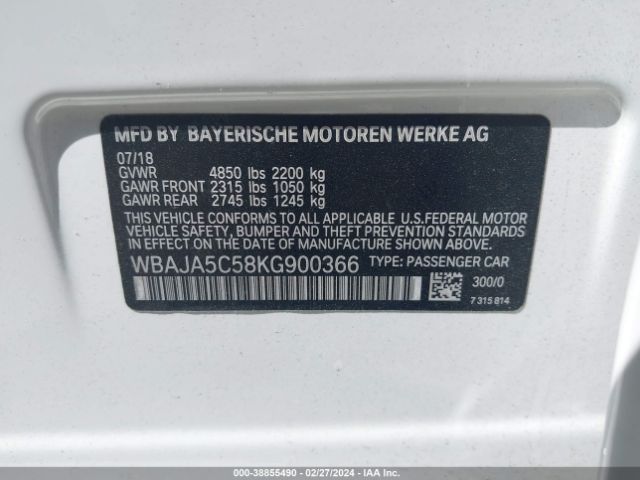 MFD BY BAYERISCHE MOTOREN WERKE AG
07/18
GVWR 4850 lbs 2200 kg
GAWR FRONT 2315 lbs 1050 kg
GAWR REAR 2745 lbs 1245 kg
THIS VEHICLE CONFORMS TO ALL APPLICABLE U.S.FEDERAL MOTOR
VEHICLE SAFETY, BUMPER AND THEFT PREVENTION STANDARDS
IN EFFECT ON THE DATE OF MANUFACTURE SHOWN ABOVE.
WBAJA5C58KG900366 TYPE: PASSENGER CAR
300/0
7 315 814
000-38855490 - 02/27/2024 - IAA Inc.